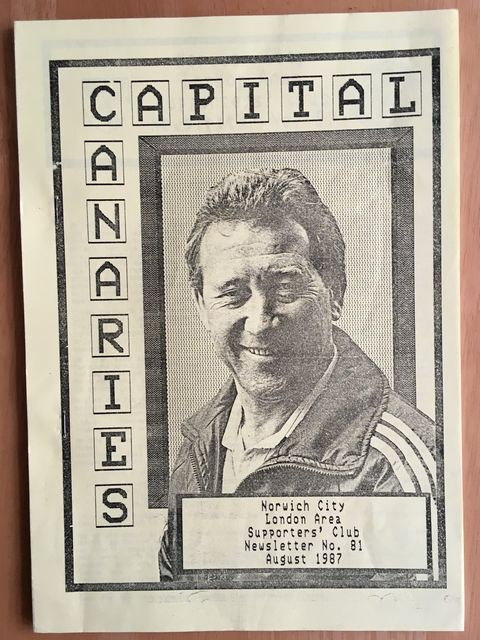 CAPITAL
CANARIES
Norwich City
London Area
Supporters' Club
Newsletter No. 81
August 1987